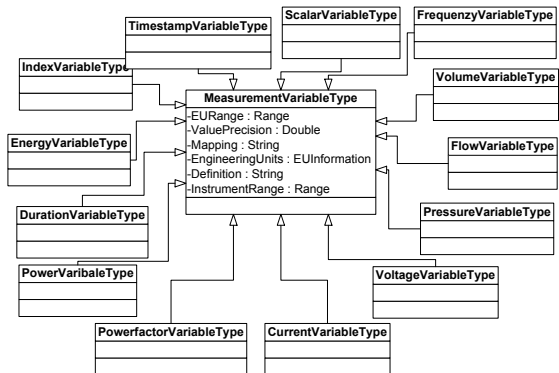 ScalarVariableType
FrequenzyVariableType
TimestampVariableType
IndexVariableType
MeasurementVariableType
-EURange : Range
-ValuePrecision : Double
-Mapping : String
-EngineeringUnits : EUInformation
-Definition : String
-InstrumentRange : Range
VolumeVariableType
EnergyVariableType
FlowVariableType
DurationVariableType
PressureVariableType
PowerVaribaleType
VoltageVariableType
PowerfactorVariableType
CurrentVariableType